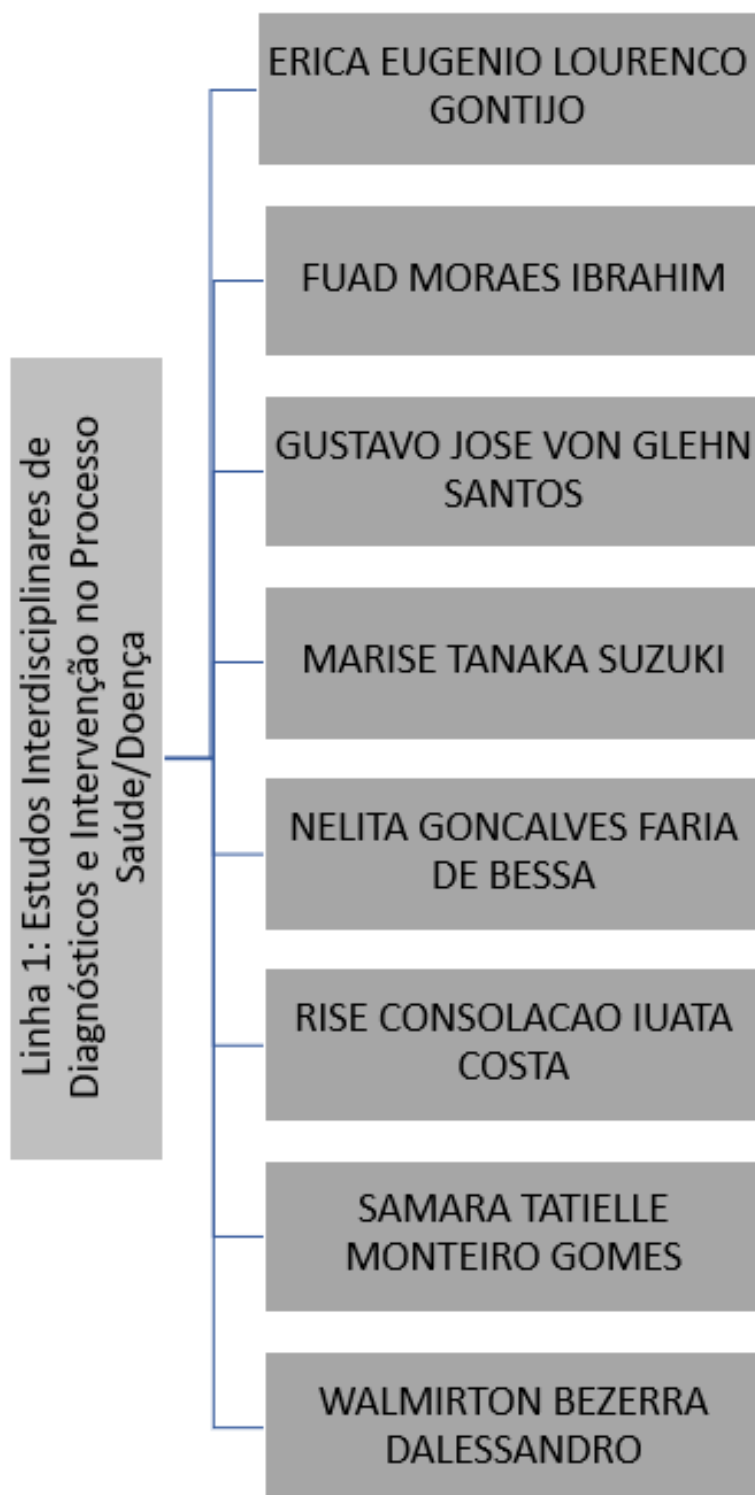 Linha 1: Estudos Interdisciplinares de
Diagnósticos e Intervenção no Processo
Saúde/Doença
ERICA EUGENIO LOURENCO
GONTIJO
FUAD MORAES IBRAHIM
GUSTAVO JOSE VON GLEHN
SANTOS
MARISE TANAKA SUZUKI
NELITA GONCALVES FARIA
DE BESSA
RISE CONSOLACAO IUATA
COSTA
SAMARA TATIELLE
MONTEIRO GOMES
WALMIRTON BEZERRA
DALESSANDRO